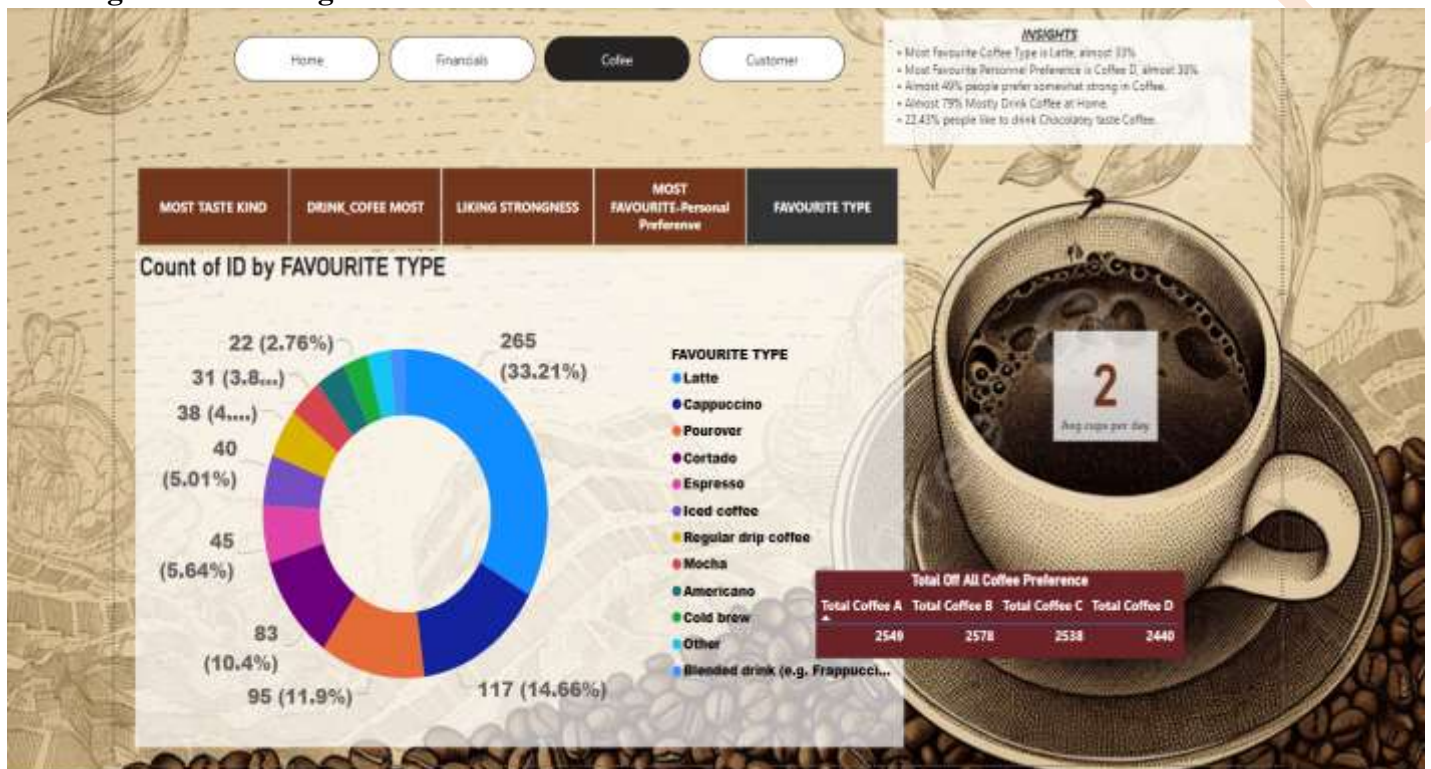 Home
Financials
Cofee
Customer
INSIGHTS
• Most Favourite Coffee Type is Latte, almost 33%
• Most Favourite Personnel Preference is Coffee D, almost 30%
• Almost 49% people prefer somewhat strong in Coffee.
• Almost 79% Mostly Drink Coffee at Home.
• 22.43% people like to drink Chocolatey taste Coffee.
MOST TASTE KIND
DRINK_COFEE MOST
LIKING STRONGNESS
MOST
FAVOURITE-Personal
Preferenve
FAVOURITE TYPE
Count of ID by FAVOURITE TYPE
22 (2.76%)
31 (3.8...)
38 (4....)
40
(5.01%)
45
(5.64%)
83
(10.4%)
95 (11.9%)
117 (14.66%)
265
(33.21%)
FAVOURITE TYPE
Latte
Cappuccino
Pourover
Cortado
Espresso
Iced coffee
Regular drip coffee
Mocha
Americano
Cold brew
Other
Blended drink (e.g. Frappucci...
2
Avg cups per day
Total Off All Coffee Preference
Total Coffee A Total Coffee B Total Coffee C Total Coffee D
2549 2578 2538 2440